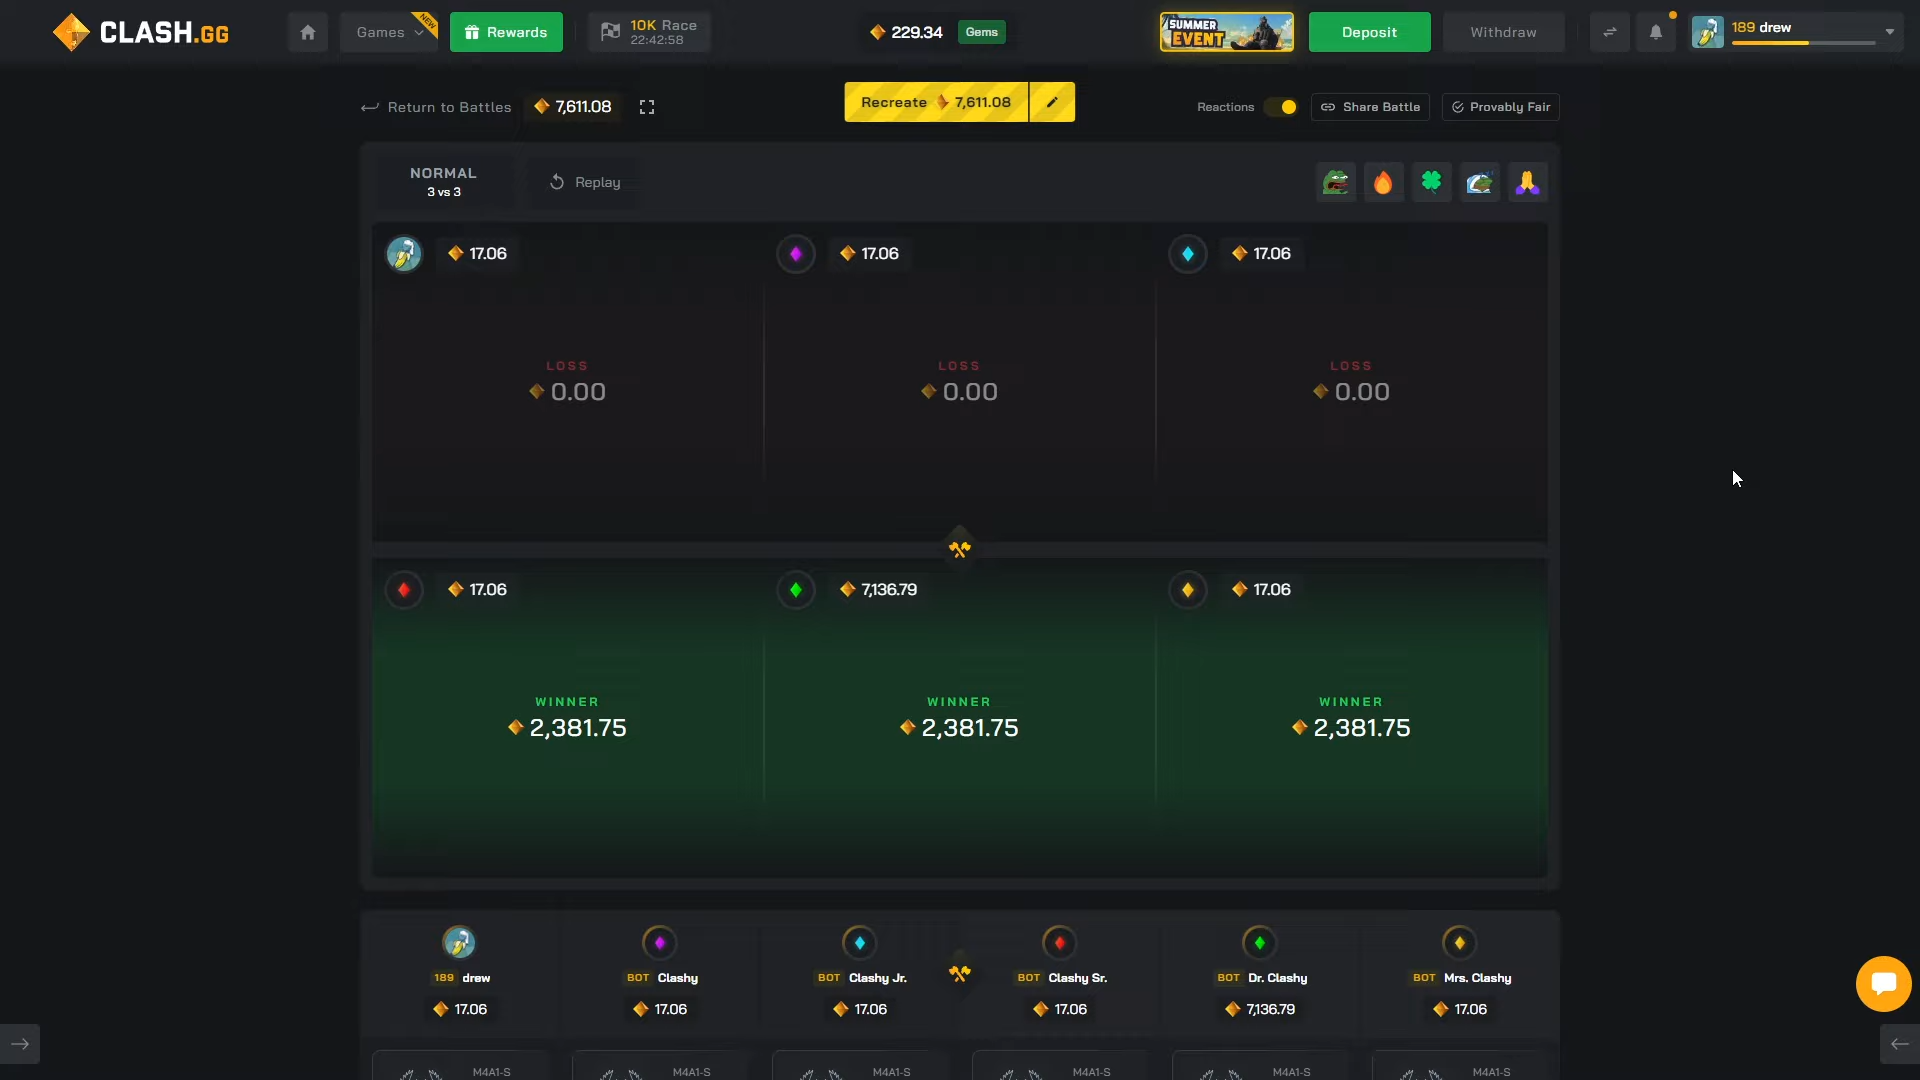 CLASH.GG
Games
NEW
Rewards
10K Race
22:42:58
229.34
Gems
SUMMER
EVENT
Deposit
Withdraw
189 drew
Return to Battles
7,611.08
Recreate 7,611.08
Reactions
Share Battle
Provably Fair
NORMAL
3 vs 3
Replay
17.06
17.06
17.06
LOSS
0.00
LOSS
0.00
LOSS
0.00
17.06
7,136.79
17.06
WINNER
2,381.75
WINNER
2,381.75
WINNER
2,381.75
189 drew
17.06
BOT Clashy
17.06
BOT Clashy Jr.
17.06
BOT Clashy Sr.
17.06
BOT Dr. Clashy
7,136.79
BOT Mrs. Clashy
17.06
M4A1-S
M4A1-S
M4A1-S
M4A1-S
M4A1-S
M4A1-S